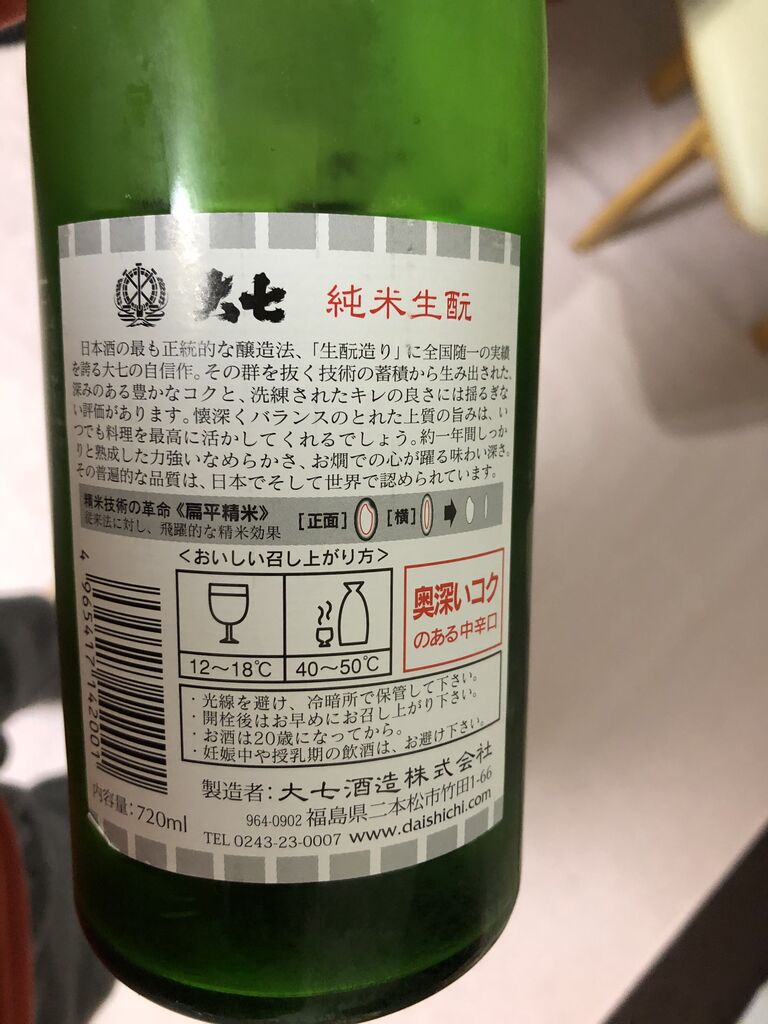 大七 純米生酛
日本酒の最も正統的な醸造法、「生酛造り」に全国随一の実績
を誇る大七の自信作。その群を抜く技術の蓄積から生み出された、
深みのある豊かなコクと、洗練されたキレの良さには揺るぎな
い評価があります。懐深くバランスのとれた上質の旨みは、い
つでも料理を最高に活かしてくれるでしょう。約一年間しっか
りと熟成した力強いなめらかさ、お燗での心が躍る味わい深さ。
その普遍的な品質は、日本でそして世界で認められています。
精米技術の革命《扁平精米》
従来法に対し、飛躍的な精米効果
[正面] [横]
<おいしい召し上がり方>
12〜18℃ 40〜50℃
奥深いコク
のある中辛口
・光線を避け、冷暗所で保管して下さい。
・開栓後はお早めにお召し上がり下さい。
・お酒は20歳になってから。
・妊娠中や授乳期の飲酒は、お避け下さい。
4 965417 142001
内容量:720ml
製造者:大七酒造株式会社
964-0902 福島県二本松市竹田1-66
TEL 0243-23-0007 www.daishichi.com